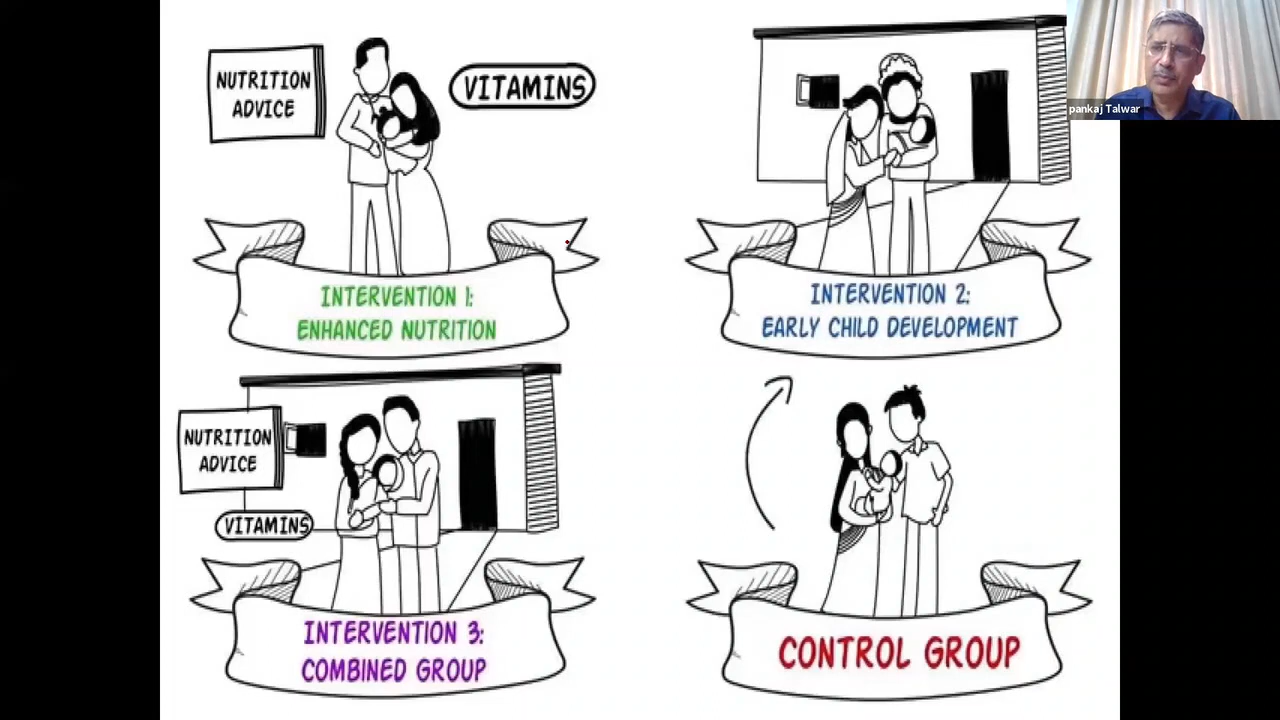 NUTRITION
ADVICE
VITAMINS
pankaj Talwar
INTERVENTION 1:
ENHANCED NUTRITION
INTERVENTION 2:
EARLY CHILD DEVELOPMENT
NUTRITION
ADVICE
VITAMINS
INTERVENTION 3:
COMBINED GROUP
CONTROL GROUP